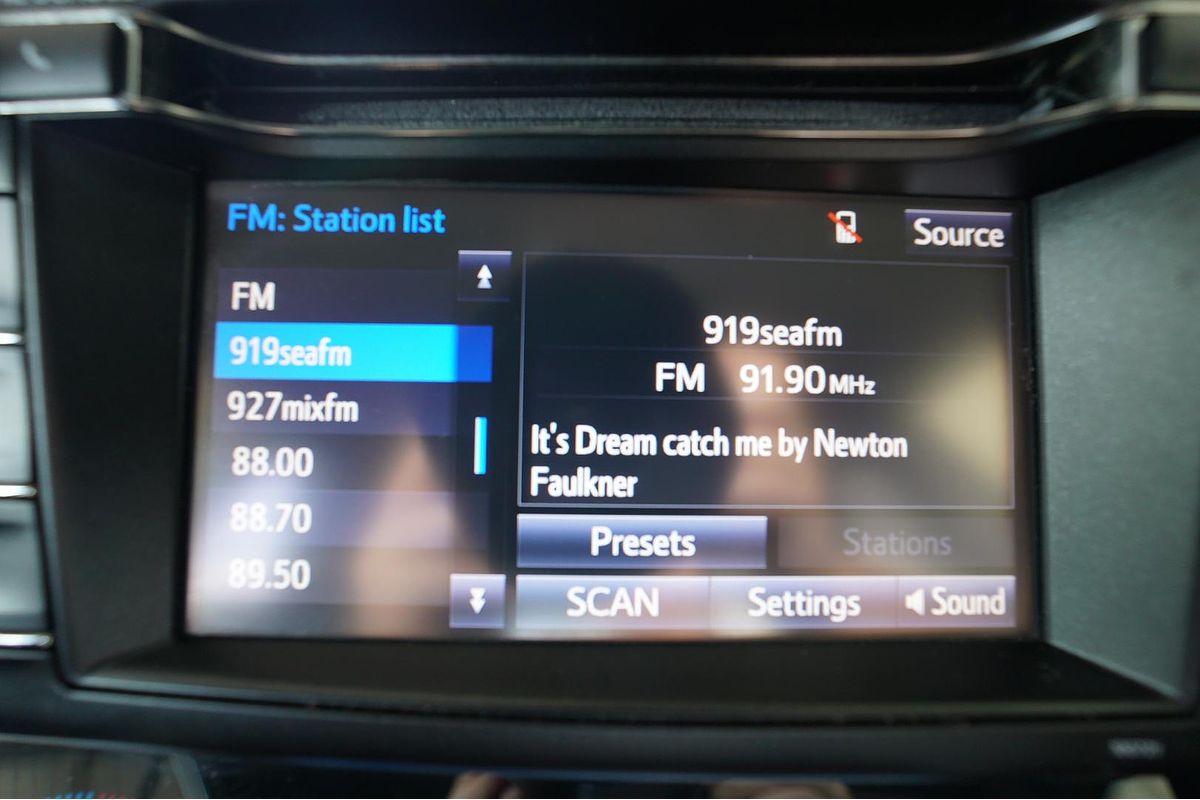 FM: Station list
Source
FM
919seafm
927mixfm
88.00
88.70
89.50
919seafm
FM 91.90 MHz
It's Dream catch me by Newton
Faulkner
Presets
Stations
SCAN
Settings
Sound